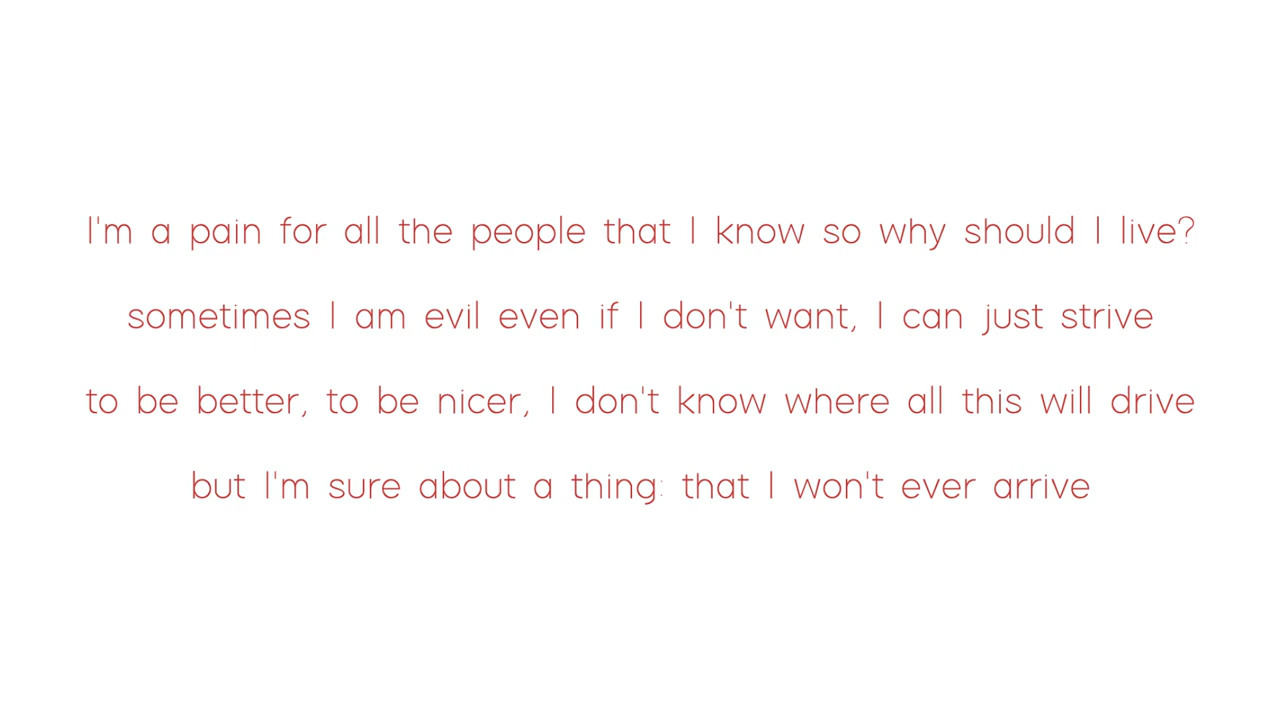 I'm a pain for all the people that I know so why should I live?
sometimes I am evil even if I don't want, I can just strive
to be better, to be nicer, I don't know where all this will drive
but I'm sure about a thing: that I won't ever arrive